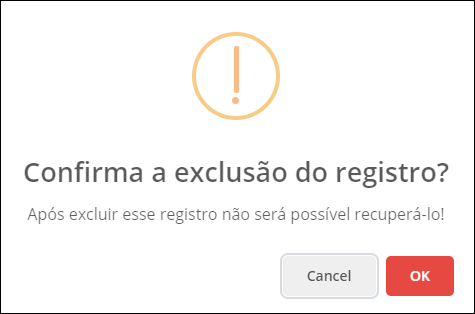 Confirma a exclusão do registro?
Após excluir esse registro não será possível recuperá-lo!
Cancel
OK